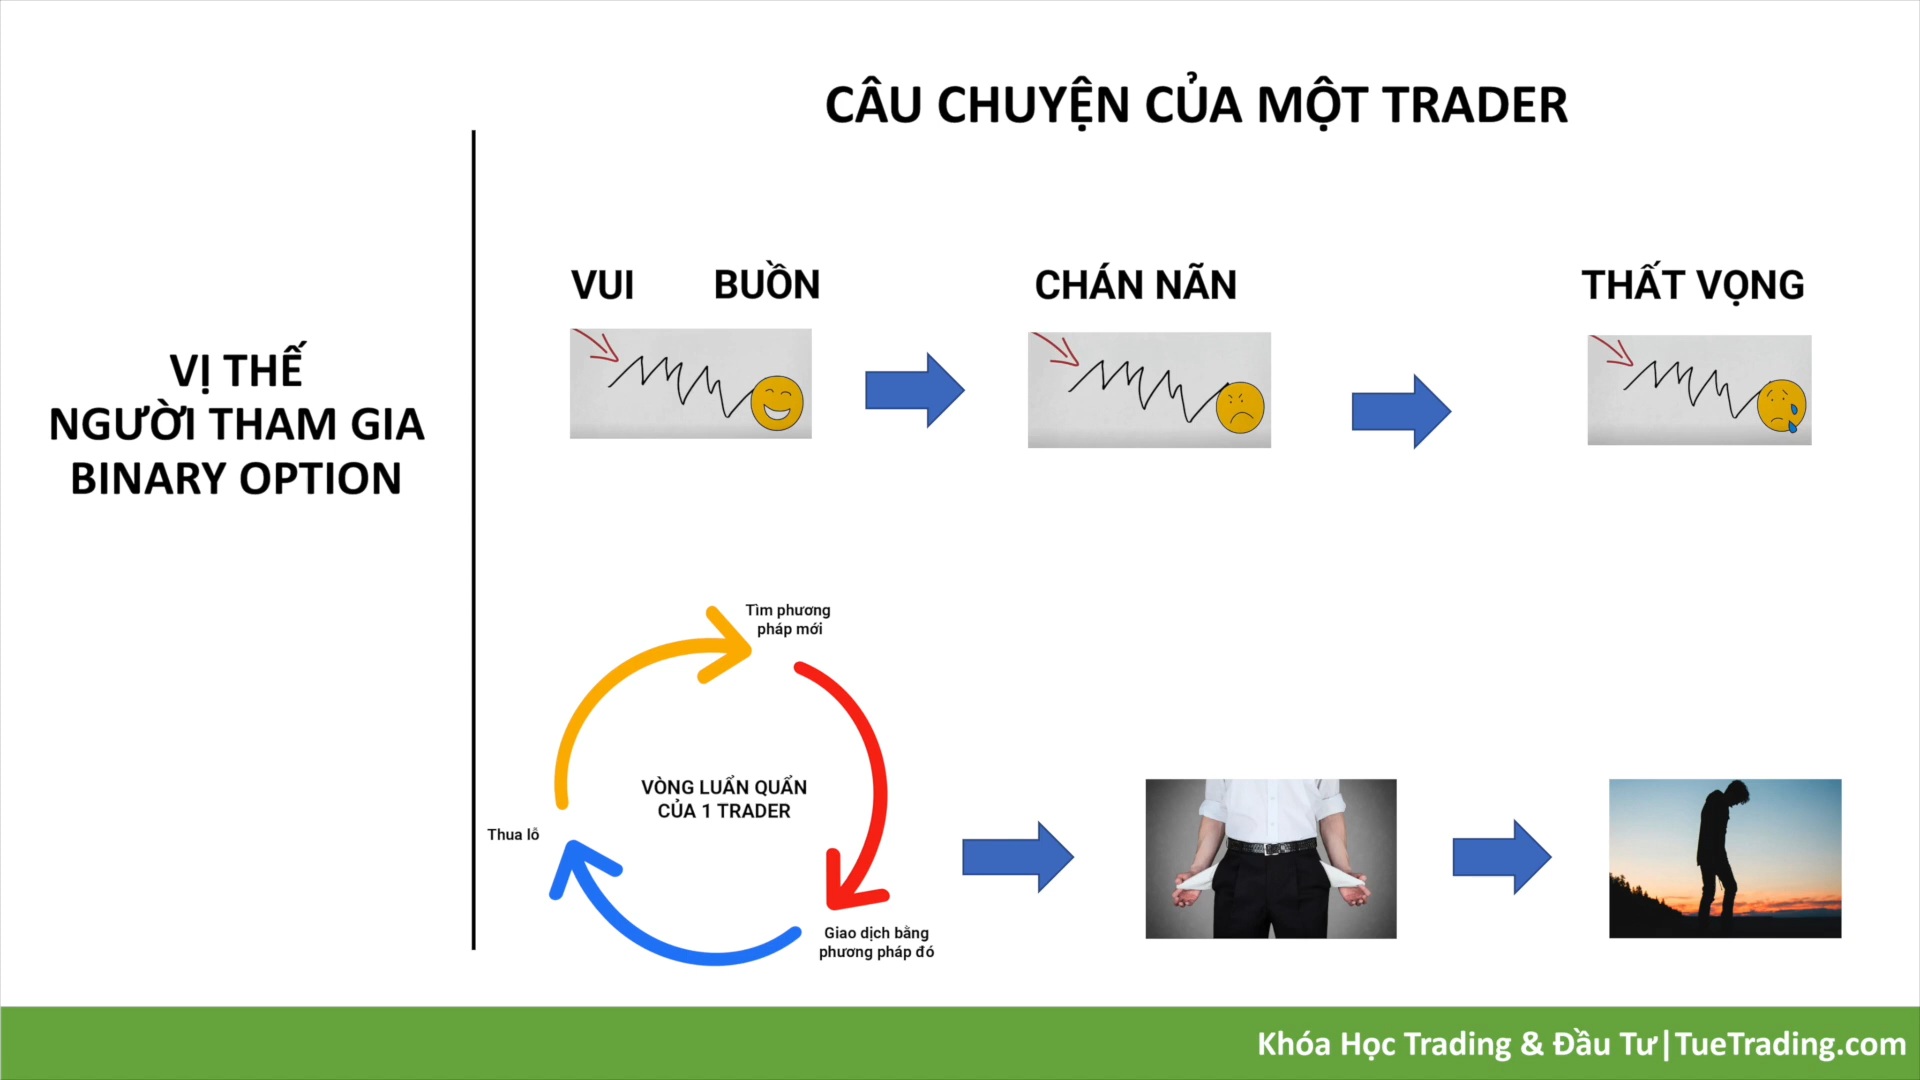 CÂU CHUYỆN CỦA MỘT TRADER
VỊ THẾ
NGƯỜI THAM GIA
BINARY OPTION
VUI BUỒN CHÁN NÃN THẤT VỌNG
Tìm phương
pháp mới
VÒNG LUẨN QUẨN
CỦA 1 TRADER
Thua lỗ
Giao dịch bằng
phương pháp đó
Khóa Học Trading & Đầu Tư|TueTrading.com